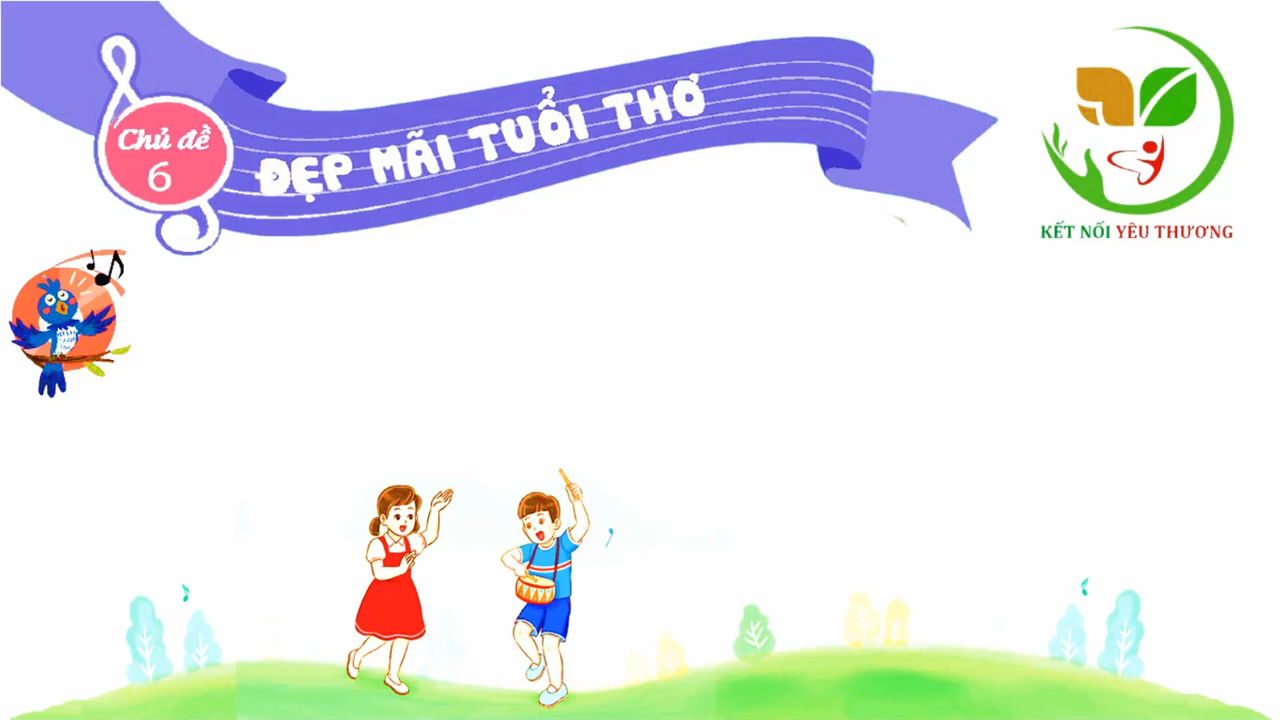 Chủ đề
6
ĐẸP MÃI TUỔI THƠ
KẾT NỐI YÊU THƯƠNG